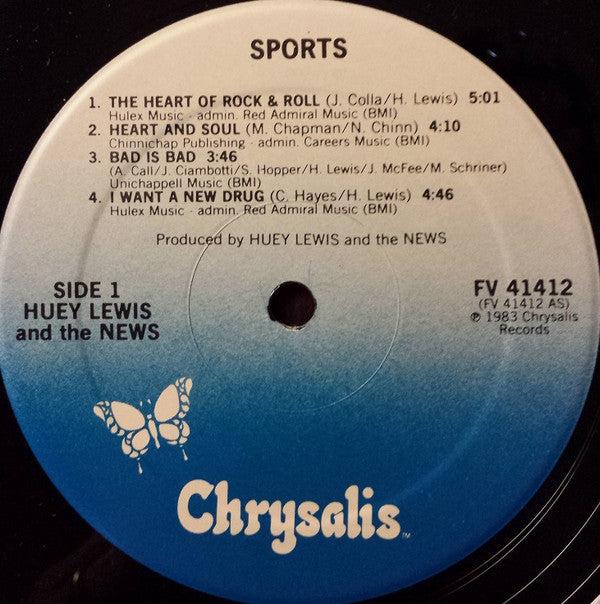 SPORTS
1. THE HEART OF ROCK & ROLL (J. Colla/H. Lewis) 5:01
Hulex Music - admin. Red Admiral Music (BMI)
2. HEART AND SOUL (M. Chapman/N. Chinn) 4:10
Chinnichap Publishing - admin. Careers Music (BMI)
3. BAD IS BAD 3:46
(A. Call/J. Ciambotti/S. Hopper/H. Lewis/J. McFee/M. Schriner)
Unichappell Music (BMI)
4. I WANT A NEW DRUG (C. Hayes/H. Lewis) 4:46
Hulex Music - admin. Red Admiral Music (BMI)
Produced by HUEY LEWIS and the NEWS
SIDE 1
HUEY LEWIS
and the NEWS
FV 41412
(FV 41412 AS)
℗ 1983 Chrysalis
Records
Chrysalis™